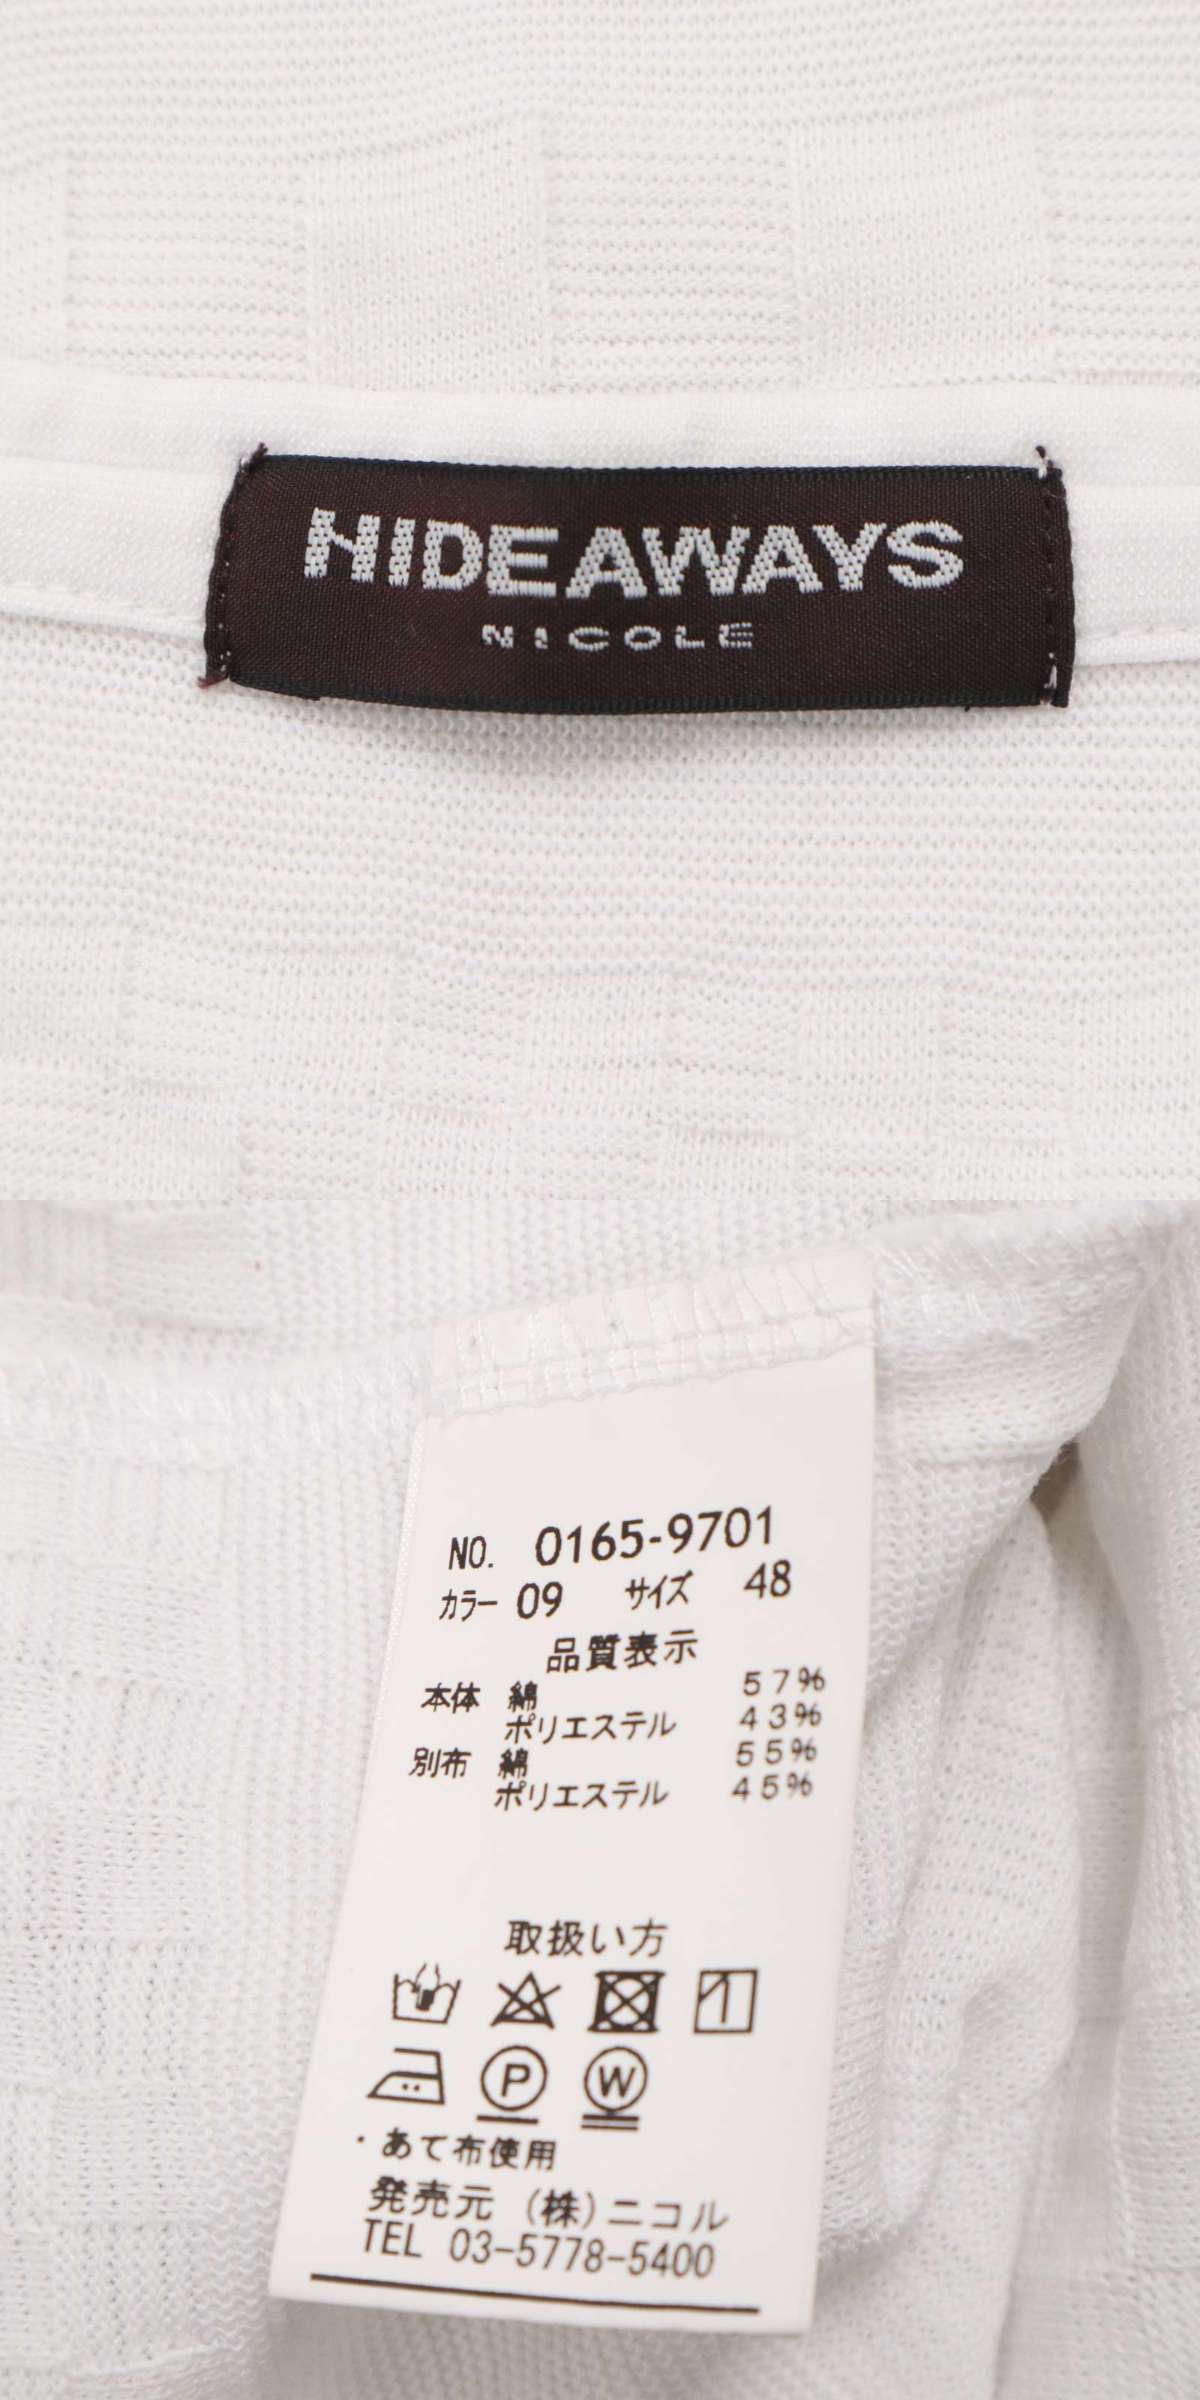 HIDEAWAYS
NICOLE
NO. 0165-9701
カラー 09 サイズ 48
品質表示
本体 綿 57%
ポリエステル 43%
別布 綿 55%
ポリエステル 45%
取扱い方
P W
・あて布使用
発売元 (株)ニコル
TEL 03-5778-5400